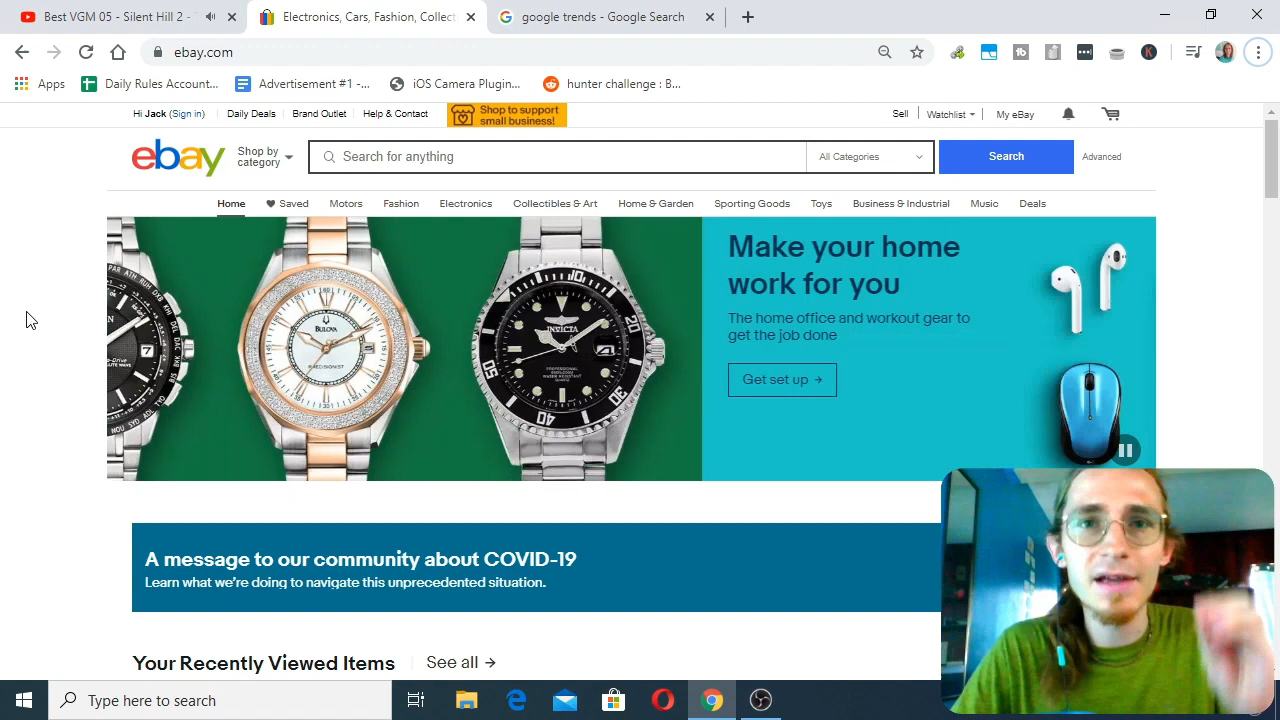 Best VGM 05 - Silent Hill 2 -
Electronics, Cars, Fashion, Collect
google trends - Google Search
ebay.com
Apps
Daily Rules Account...
Advertisement #1 -...
iOS Camera Plugin...
hunter challenge : B...
Hi Jack (Sign in)
Daily Deals
Brand Outlet
Help & Contact
Shop to support
small business!
Sell
Watchlist
My eBay
ebay
Shop by
category
Search for anything
All Categories
Search
Advanced
Home
Saved
Motors
Fashion
Electronics
Collectibles & Art
Home & Garden
Sporting Goods
Toys
Business & Industrial
Music
Deals
BULOVA
PRECISIONIST
INVICTA
Make your home
work for you
The home office and workout gear to
get the job done
Get set up →
A message to our community about COVID-19
Learn what we're doing to navigate this unprecedented situation.
Your Recently Viewed Items
See all →
Type here to search